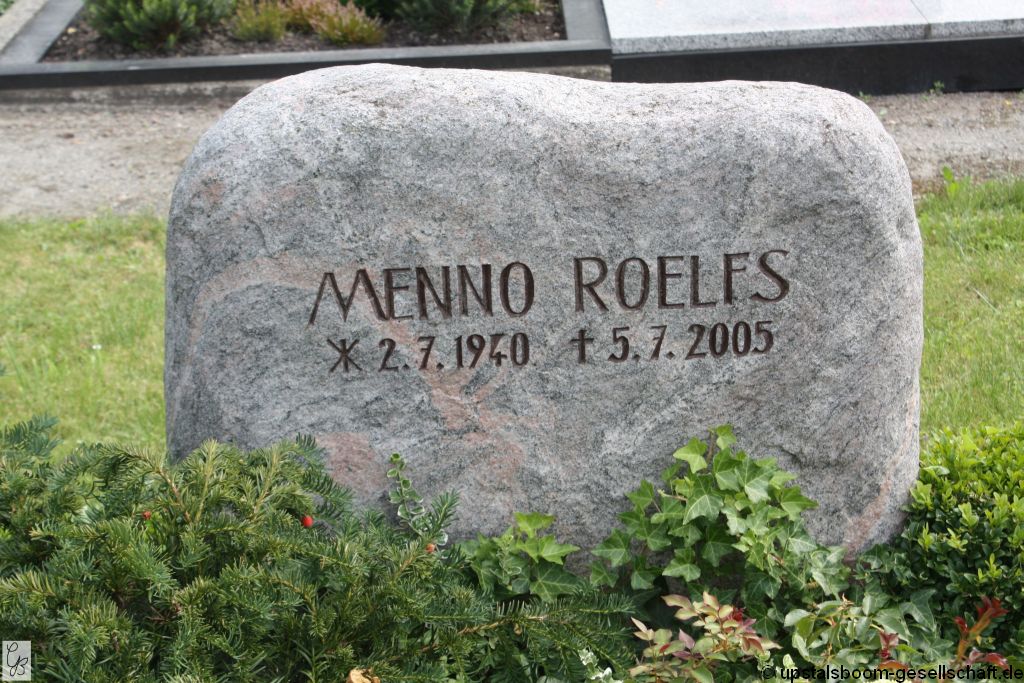 MENNO ROELFS
* 2.7.1940 † 5.7.2005
© upstalsboom-gesellschaft.de